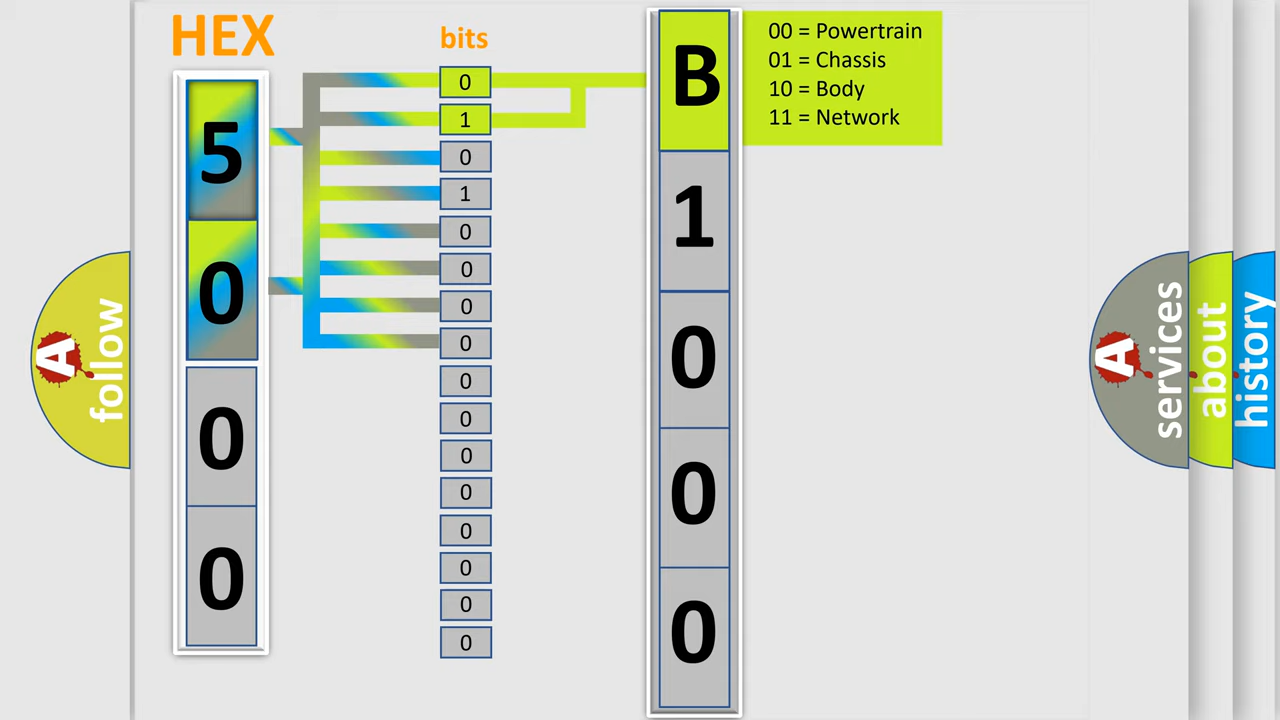 HEX
bits
5
0
0
0
0
1
0
1
0
0
0
0
0
0
0
0
0
0
0
0
B
1
0
0
0
00 = Powertrain
01 = Chassis
10 = Body
11 = Network
A
follow
A
services
about
history